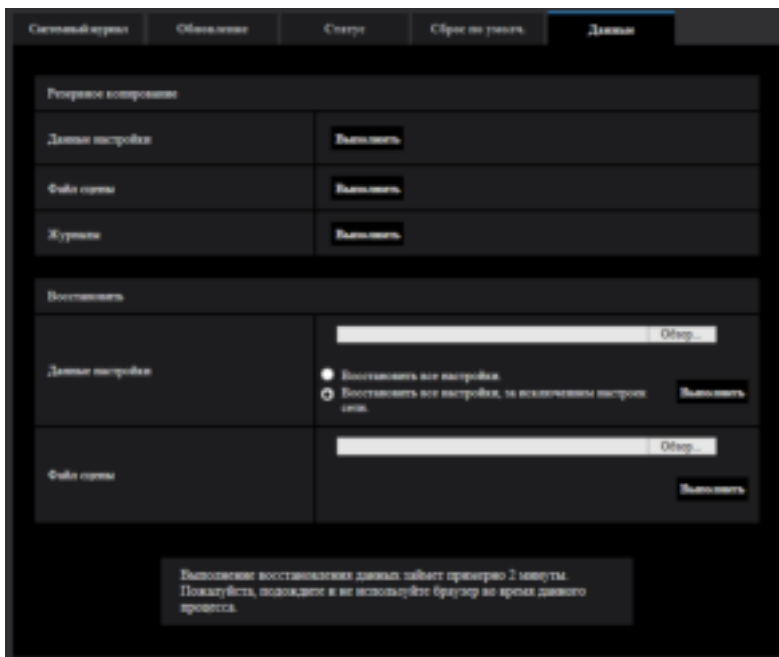 Системный журнал
Обновление
Статус
Сброс по умолч.
Данные
Резервное копирование
Данные настройки
Выполнить
Файл сцены
Выполнить
Журналы
Выполнить
Восстановить
Данные настройки
Обзор...
Восстановить все настройки.
Восстановить все настройки, за исключением настроек
сети.
Выполнить
Файл сцены
Обзор...
Выполнить
Выполнение восстановления данных займет примерно 2 минуты.
Пожалуйста, подождите и не используйте браузер во время данного
процесса.